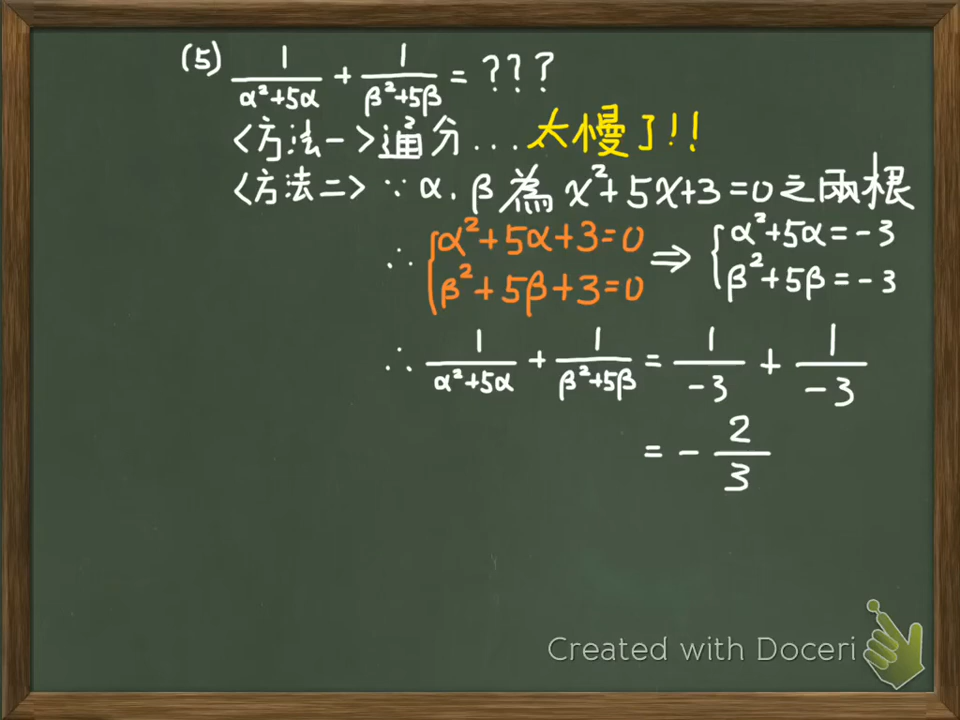 (5) 1/(α²+5α) + 1/(β²+5β) = ???
<方法一>通分...太慢了!!
<方法二> ∵ α, β 為 x²+5x+3=0之兩根
∴ { α²+5α+3=0 ⇒ { α²+5α=-3
β²+5β+3=0 β²+5β=-3
∴ 1/(α²+5α) + 1/(β²+5β) = 1/-3 + 1/-3
= - 2/3
Created with Doceri